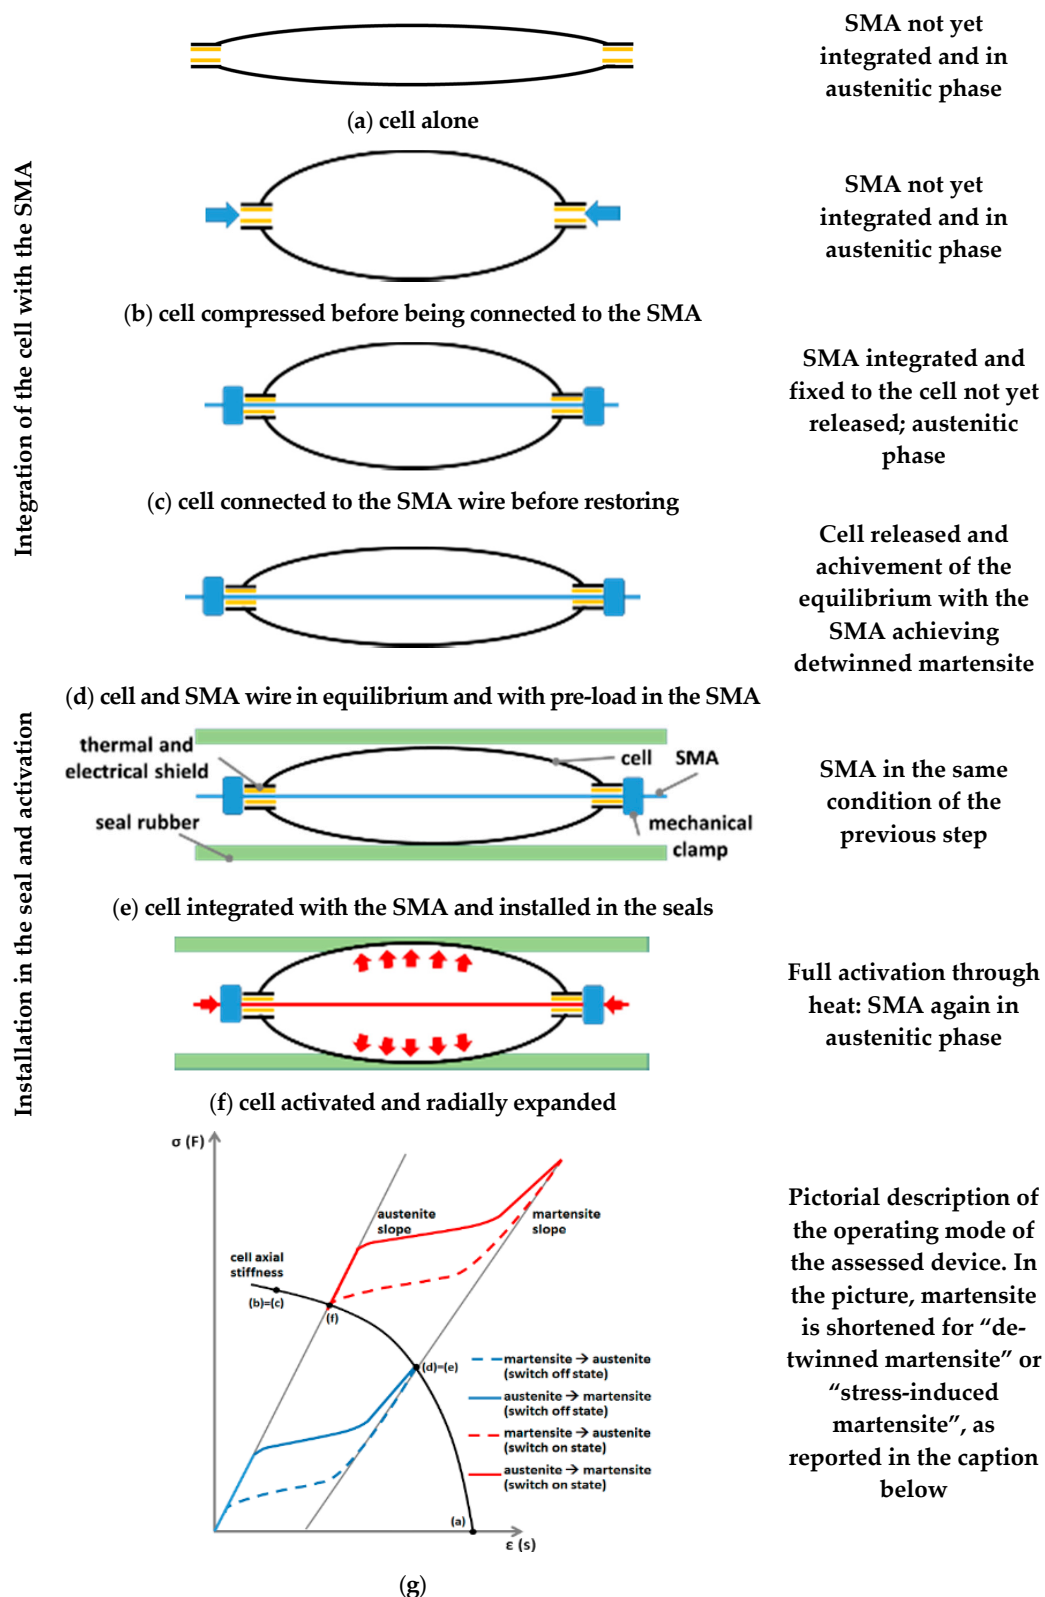 Integration of the cell with the SMA
SMA not yet
integrated and in
austenitic phase
(a) cell alone
SMA not yet
integrated and in
austenitic phase
(b) cell compressed before being connected to the SMA
SMA integrated and
fixed to the cell not yet
released; austenitic
phase
(c) cell connected to the SMA wire before restoring
Cell released and
achivement of the
equilibrium with the
SMA achieving
detwinned martensite
(d) cell and SMA wire in equilibrium and with pre-load in the SMA
Installation in the seal and activation
thermal and
electrical shield
seal rubber
cell
SMA
mechanical
clamp
SMA in the same
condition of the
previous step
(e) cell integrated with the SMA and installed in the seals
Full activation through
heat: SMA again in
austenitic phase
(f) cell activated and radially expanded
σ (F)
austenite
slope
martensite
slope
cell axial
stiffness
(b)=(c)
(f)
(d)=(e)
martensite → austenite
(switch off state)
austenite → martensite
(switch off state)
martensite → austenite
(switch on state)
austenite → martensite
(switch on state)
(a)
ε (s)
Pictorial description of
the operating mode of
the assessed device. In
the picture, martensite
is shortened for “de-
twinned martensite” or
“stress-induced
martensite”, as
reported in the caption
below
(g)